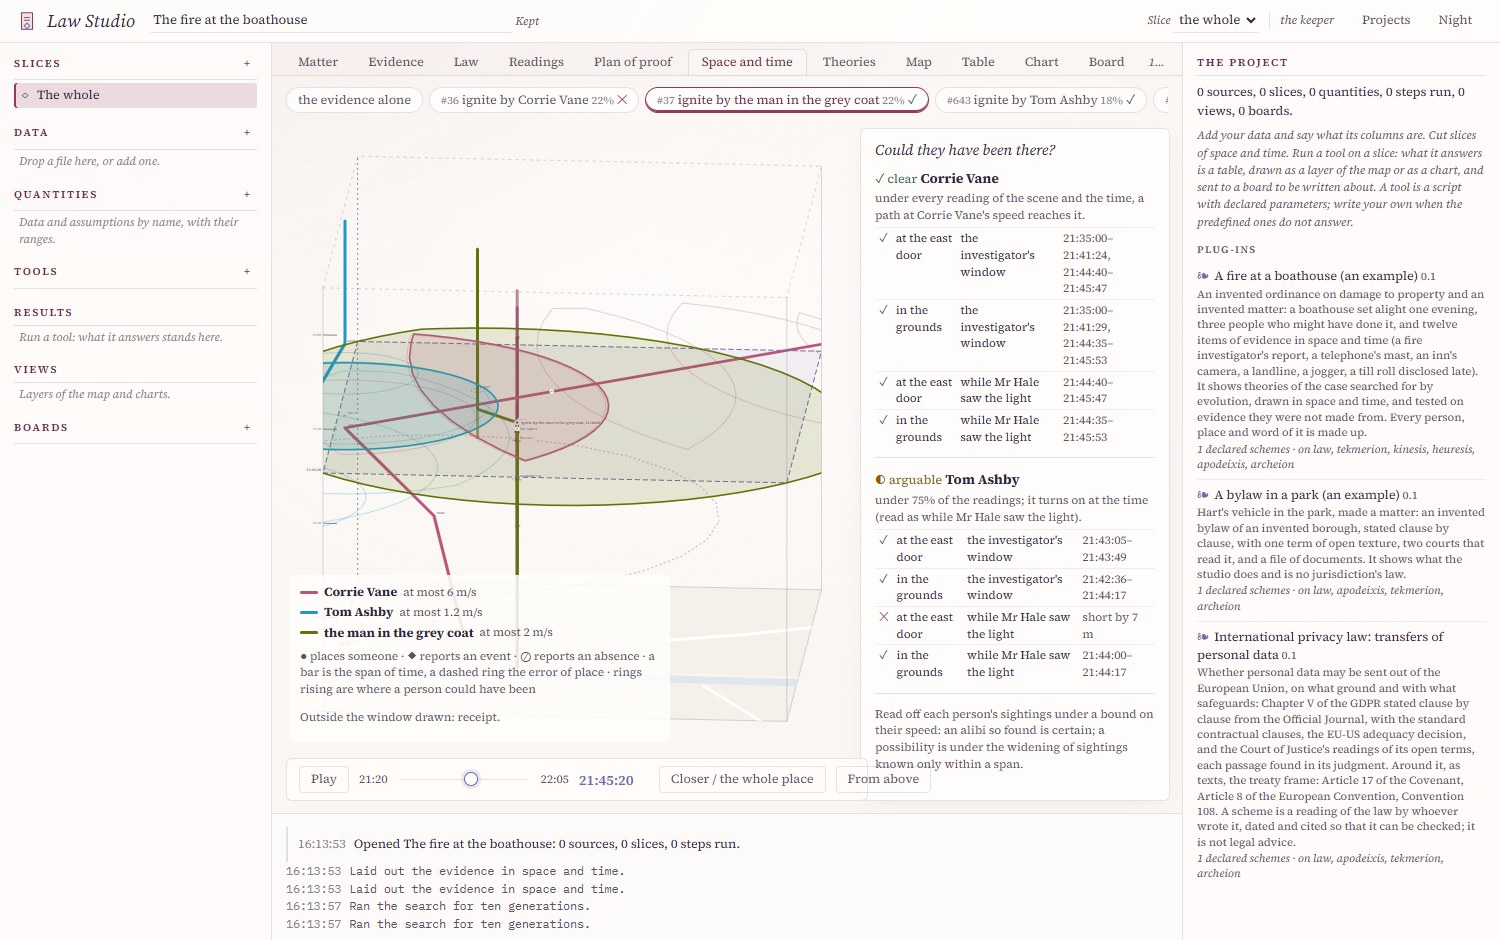 Law Studio
The fire at the boathouse
Kept
Slice the whole
the keeper
Projects
Night
SLICES +
The whole
DATA +
Drop a file here, or add one.
QUANTITIES +
Data and assumptions by name, with their
ranges.
TOOLS +
RESULTS
Run a tool: what it answers stands here.
VIEWS
Layers of the map and charts.
BOARDS +
Matter
Evidence
Law
Readings
Plan of proof
Space and time
Theories
Map
Table
Chart
Board
1...
the evidence alone
#36 ignite by Corrie Vane 22% ✕
#37 ignite by the man in the grey coat 22% ✓
#643 ignite by Tom Ashby 18% ✓
Corrie Vane at most 6 m/s
Tom Ashby at most 1.2 m/s
the man in the grey coat at most 2 m/s
● places someone · ◆ reports an event · ⊘ reports an absence · a
bar is the span of time, a dashed ring the error of place · rings
rising are where a person could have been
Outside the window drawn: receipt.
Play
21:20
22:05
21:45:20
Closer / the whole place
From above
Could they have been there?
✓ clear Corrie Vane
under every reading of the scene and the time, a
path at Corrie Vane's speed reaches it.
✓ at the east the 21:35:00–
door investigator's 21:41:24,
window 21:44:40–
21:45:47
✓ in the the 21:35:00–
grounds investigator's 21:41:29,
window 21:44:35–
21:45:53
✓ at the east while Mr Hale 21:44:40–
door saw the light 21:45:47
✓ in the while Mr Hale 21:44:35–
grounds saw the light 21:45:53
◐ arguable Tom Ashby
under 75% of the readings; it turns on at the time
(read as while Mr Hale saw the light).
✓ at the east the investigator's 21:43:05–
door window 21:43:49
✓ in the the investigator's 21:42:36–
grounds window 21:44:17
✕ at the east while Mr Hale saw short by 7
door the light m
✓ in the while Mr Hale saw 21:44:00–
grounds the light 21:44:17
Read off each person's sightings under a bound on
their speed: an alibi so found is certain; a
possibility is under the widening of sightings
known only within a span.
16:13:53 Opened The fire at the boathouse: 0 sources, 0 slices, 0 steps run.
16:13:53 Laid out the evidence in space and time.
16:13:53 Laid out the evidence in space and time.
16:13:57 Ran the search for ten generations.
16:13:57 Ran the search for ten generations.
THE PROJECT
0 sources, 0 slices, 0 quantities, 0 steps run, 0
views, 0 boards.
Add your data and say what its columns are. Cut slices
of space and time. Run a tool on a slice: what it answers
is a table, drawn as a layer of the map or as a chart, and
sent to a board to be written about. A tool is a script
with declared parameters; write your own when the
predefined ones do not answer.
PLUG-INS
A fire at a boathouse (an example) 0.1
An invented ordinance on damage to property and an
invented matter: a boathouse set alight one evening,
three people who might have done it, and twelve
items of evidence in space and time (a fire
investigator's report, a telephone's mast, an inn's
camera, a landline, a jogger, a till roll disclosed late).
It shows theories of the case searched for by
evolution, drawn in space and time, and tested on
evidence they were not made from. Every person,
place and word of it is made up.
1 declared schemes · on law, tekmerion, kinesis, heuresis,
apodeixis, archeion
A bylaw in a park (an example) 0.1
Hart's vehicle in the park, made a matter: an invented
bylaw of an invented borough, stated clause by
clause, with one term of open texture, two courts that
read it, and a file of documents. It shows what the
studio does and is no jurisdiction's law.
1 declared schemes · on law, apodeixis, tekmerion,
archeion
International privacy law: transfers of
personal data 0.1
Whether personal data may be sent out of the
European Union, on what ground and with what
safeguards: Chapter V of the GDPR stated clause by
clause from the Official Journal, with the standard
contractual clauses, the EU-US adequacy decision,
and the Court of Justice's readings of its open terms,
each passage found in its judgment. Around it, as
texts, the treaty frame: Article 17 of the Covenant,
Article 8 of the European Convention, Convention
108. A scheme is a reading of the law by whoever
wrote it, dated and cited so that it can be checked; it
is not legal advice.
1 declared schemes · on law, apodeixis, tekmerion,
archeion